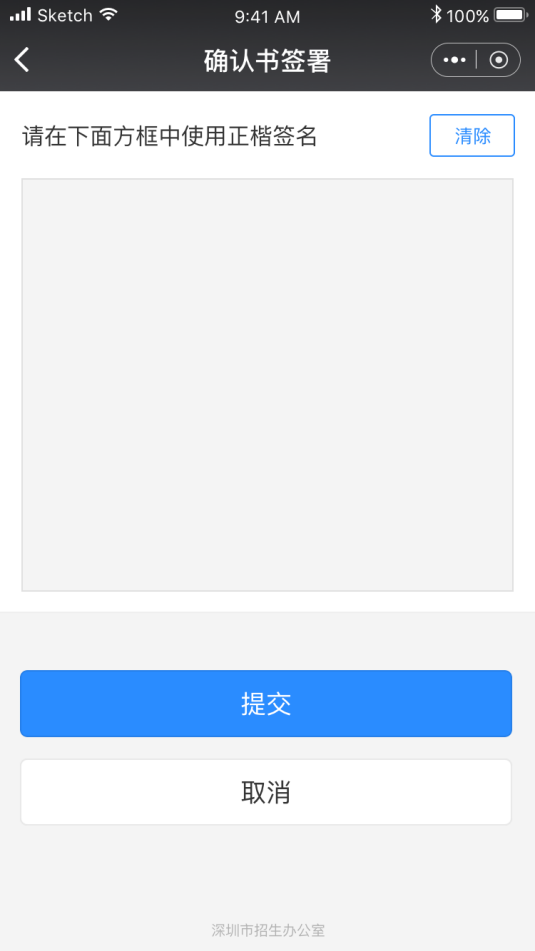 Sketch 9:41 AM 100%
确认书签署
请在下面方框中使用正楷签名 清除
提交
取消
深圳市招生办公室